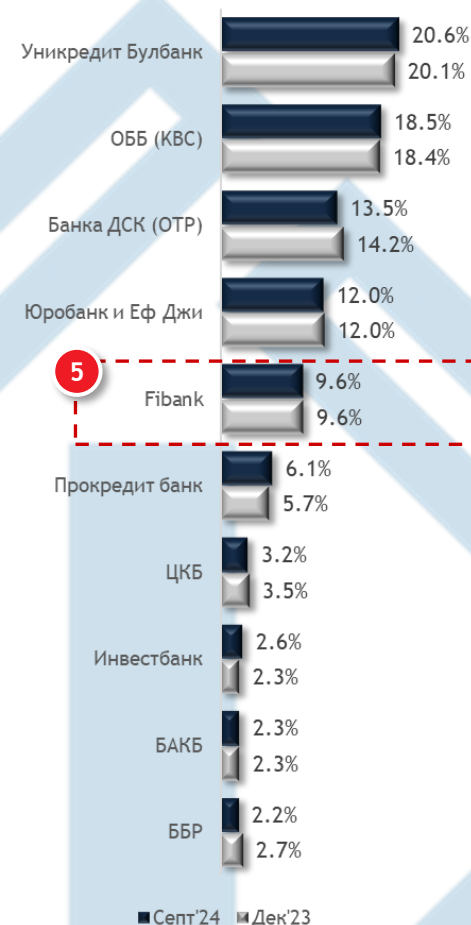 Уникредит Булбанк
20.6%
20.1%
ОББ (КВС)
18.5%
18.4%
Банка ДСК (ОТР)
13.5%
14.2%
Юробанк и Еф Джи
12.0%
12.0%
5
Fibank
9.6%
9.6%
Прокредит банк
6.1%
5.7%
ЦКБ
3.2%
3.5%
Инвестбанк
2.6%
2.3%
БАКБ
2.3%
2.3%
ББР
2.2%
2.7%
Септ'24 Дек'23